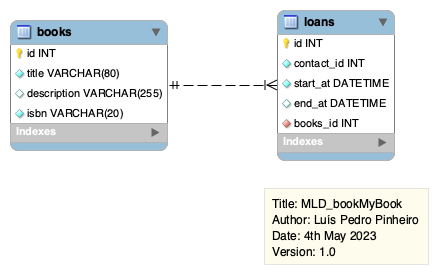 books
id INT
title VARCHAR(80)
description VARCHAR(255)
isbn VARCHAR(20)
Indexes
loans
id INT
contact_id INT
start_at DATETIME
end_at DATETIME
books_id INT
Indexes
Title: MLD_bookMyBook
Author: Luís Pedro Pinheiro
Date: 4th May 2023
Version: 1.0